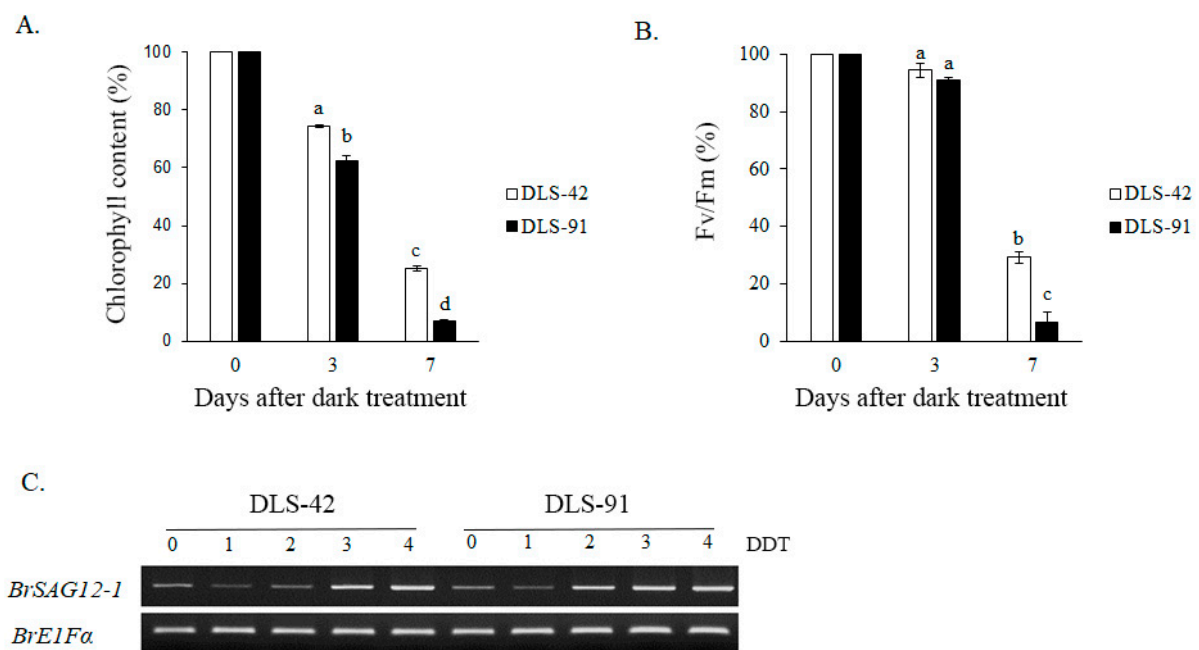 A.
Chlorophyll content (%)
100
80
60
40
20
0
a
b
c
d
0 3 7
Days after dark treatment
DLS-42
DLS-91
B.
Fv/Fm (%)
100
80
60
40
20
0
a a
b
c
0 3 7
Days after dark treatment
DLS-42
DLS-91
C.
DLS-42 DLS-91
0 1 2 3 4 0 1 2 3 4 DDT
BrSAG12-1
BrE1Fα